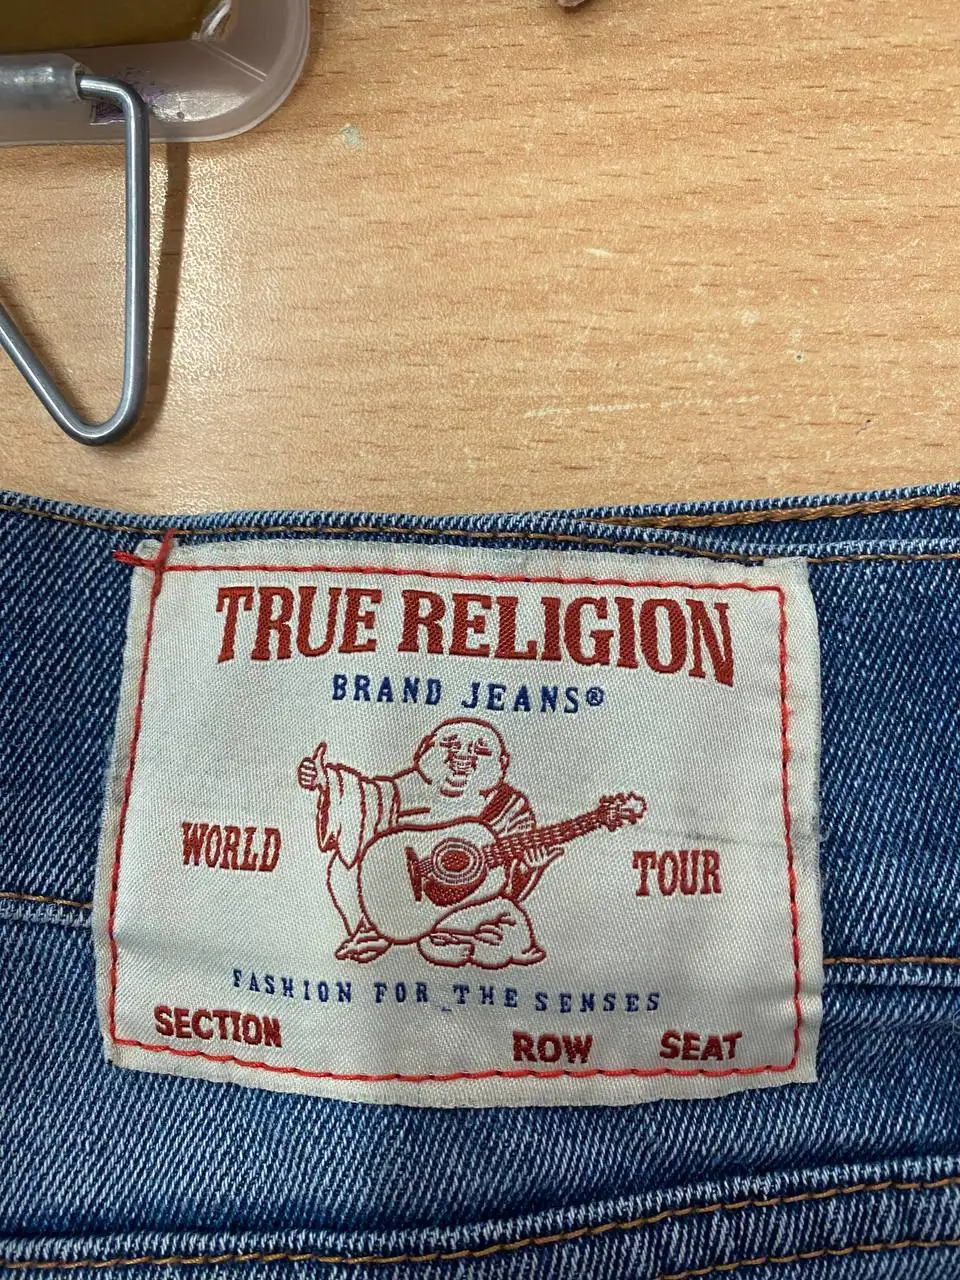 TRUE RELIGION
BRAND JEANS®
WORLD TOUR
FASHION FOR THE SENSES
SECTION ROW SEAT